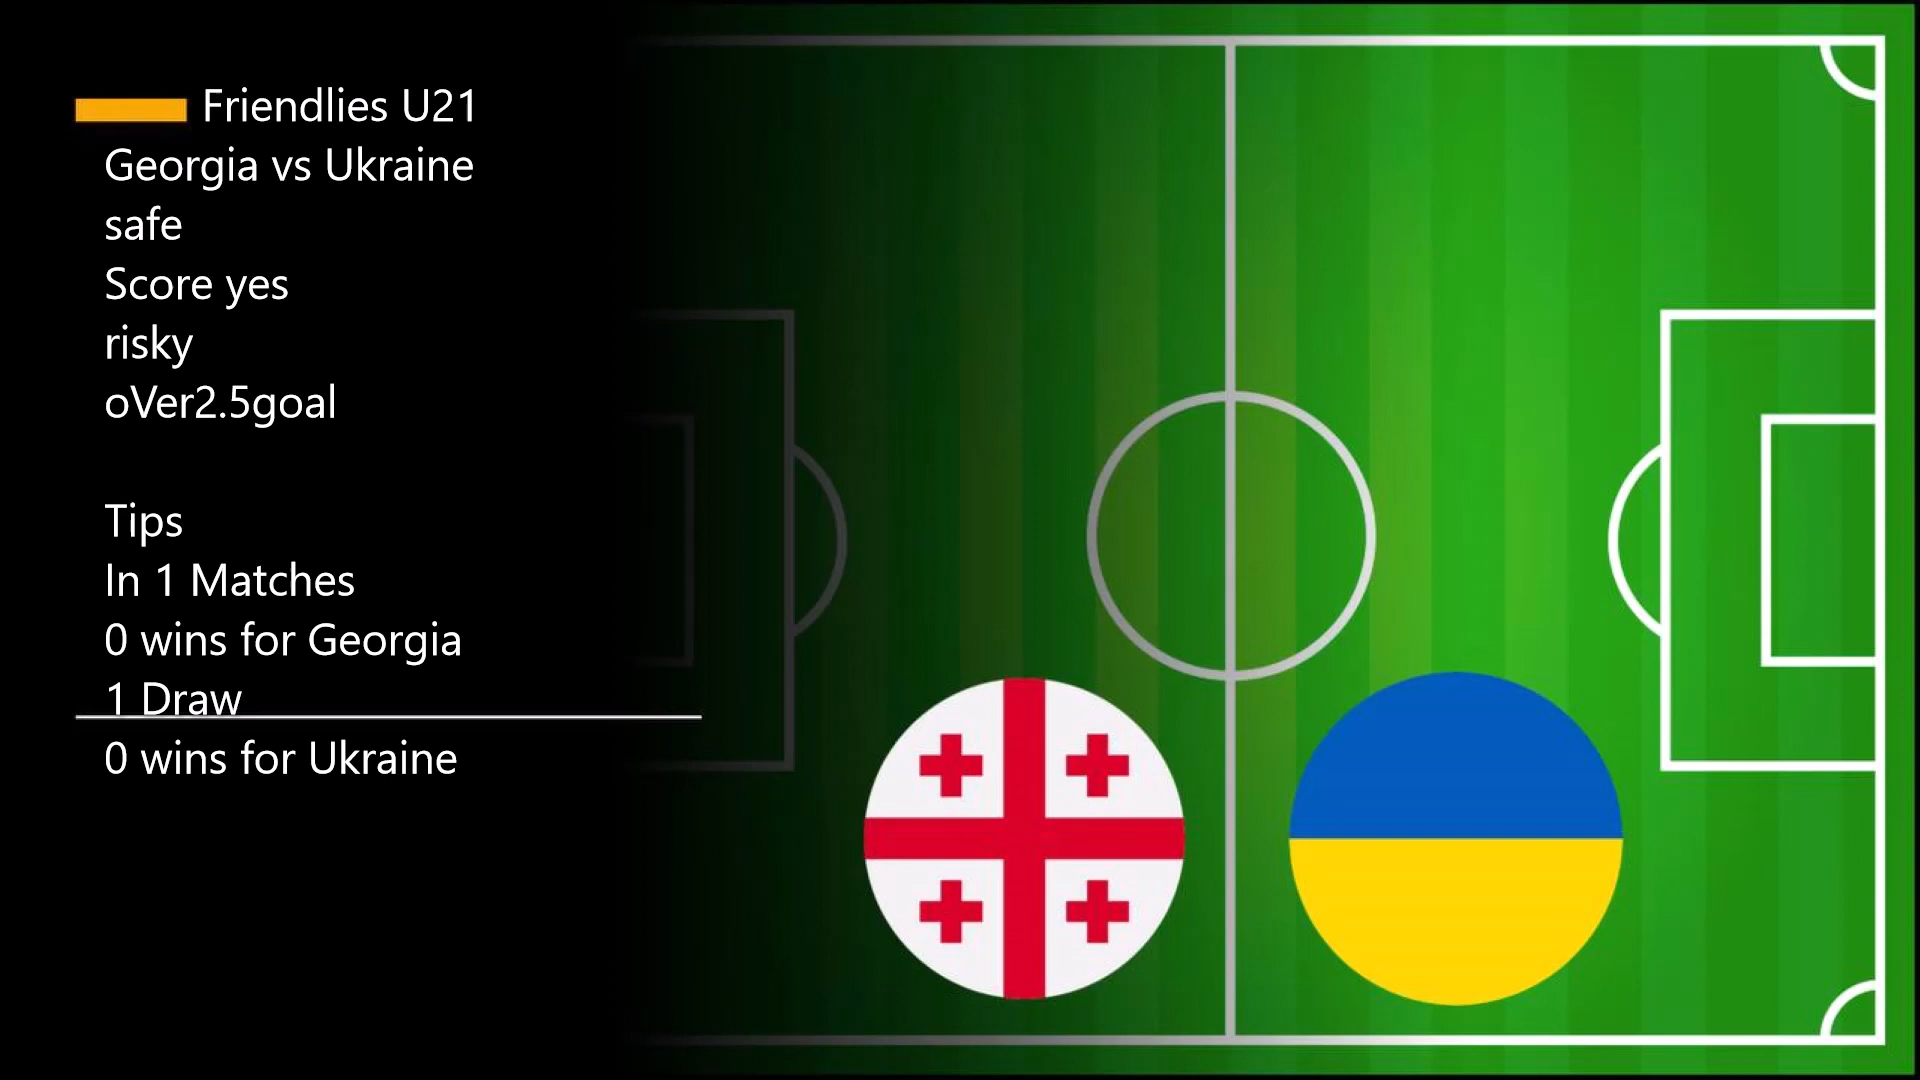 Friendlies U21
Georgia vs Ukraine
safe
Score yes
risky
oVer2.5goal
Tips
In 1 Matches
0 wins for Georgia
1 Draw
0 wins for Ukraine